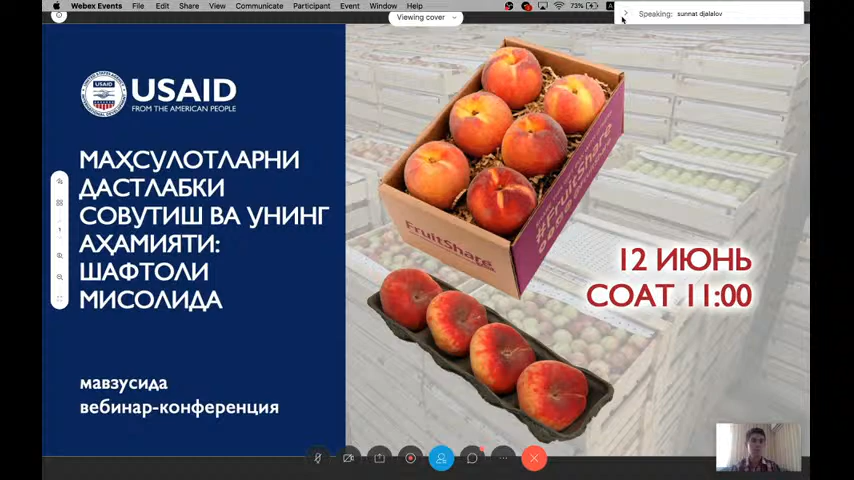 Webex Events File Edit Share View Communicate Participant Event Window Help
73%
Viewing cover
Speaking: sunnat djalalov
USAID
USAID
FROM THE AMERICAN PEOPLE
МАҲСУЛОТЛАРНИ
ДАСТЛАБКИ
СОВУТИШ ВА УНИНГ
АҲАМИЯТИ:
ШАФТОЛИ
МИСОЛИДА
мавзусида
вебинар-конференция
FruitShare
#FruitShare
12 ИЮНЬ
СОАТ 11:00